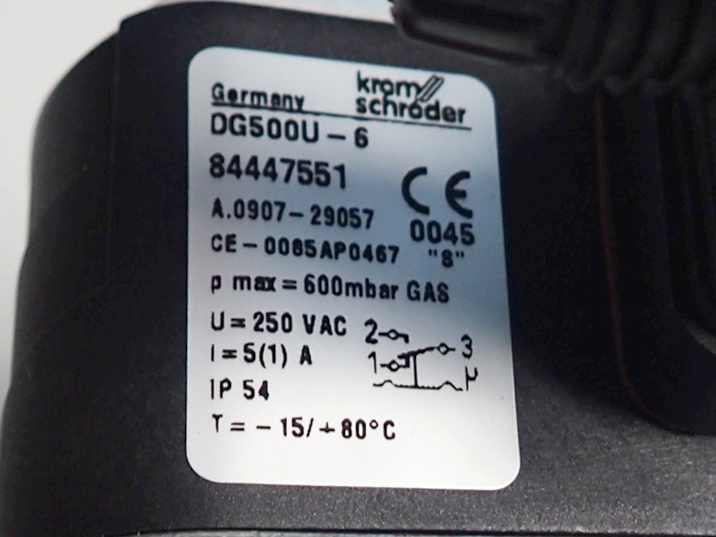 Germany
krom//
schröder
DG500U-6
84447551
CE
A.0907-29057
0045
CE-0085AP0467
"8"
p max = 600mbar GAS
U = 250 VAC
2
I = 5(1) A
1
3
IP 54
p
T = - 15/+80°C